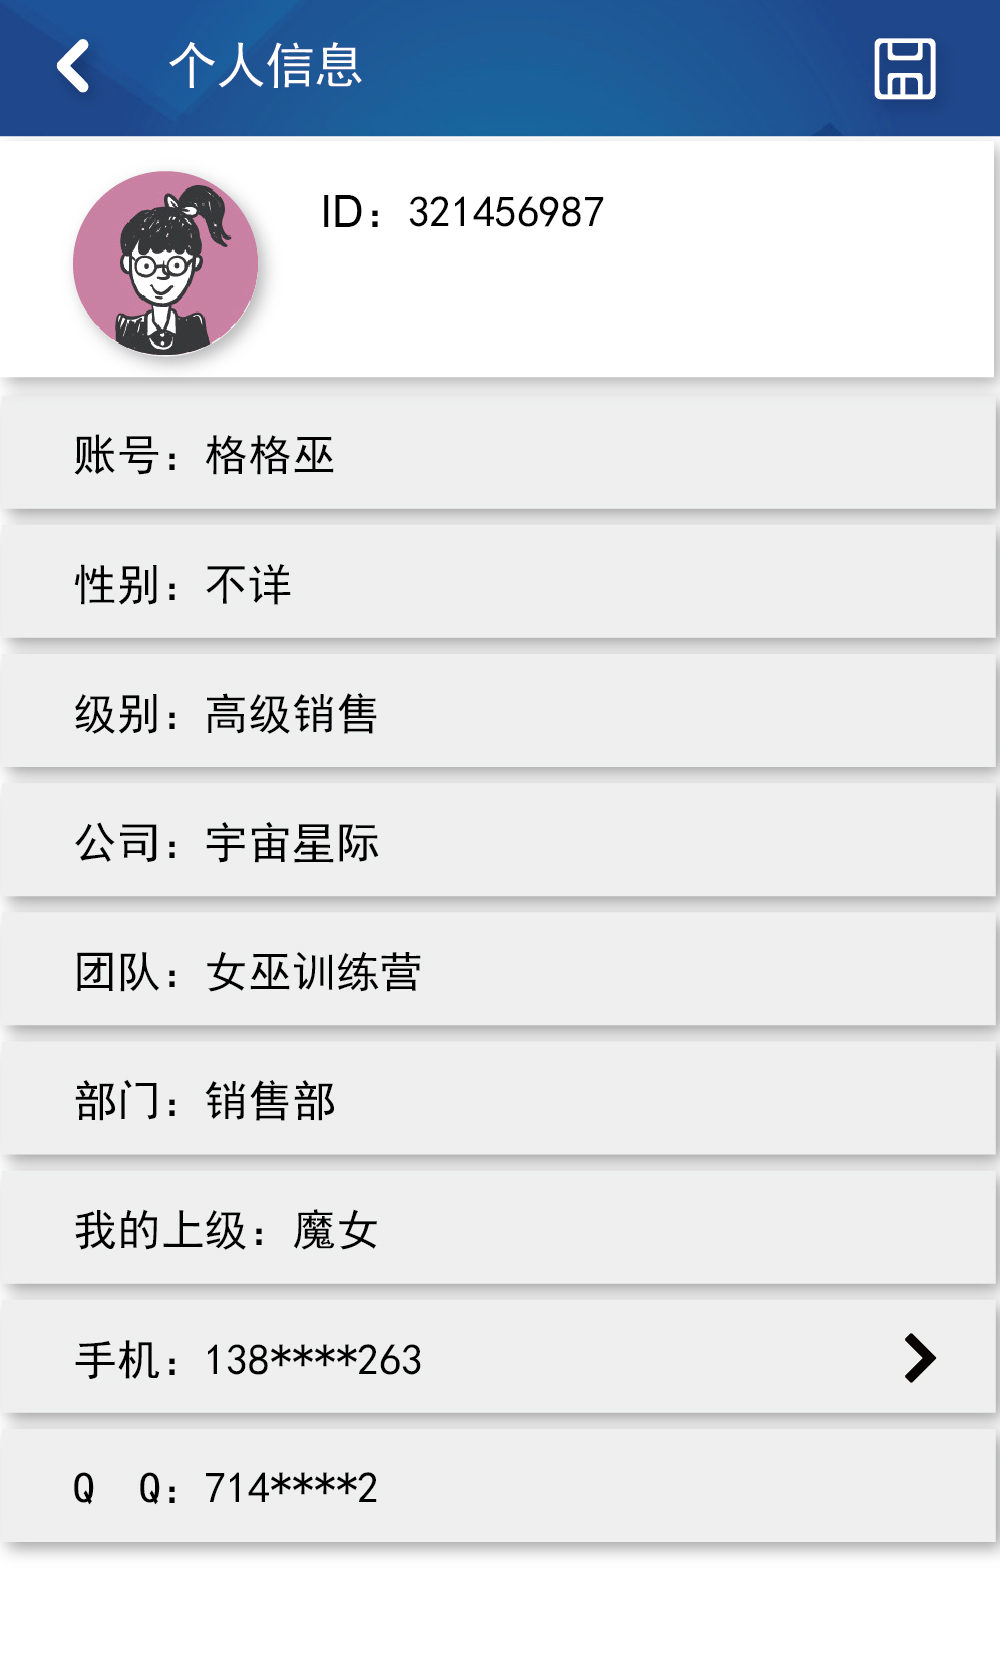 个人信息
ID：321456987
账号：格格巫
性别：不详
级别：高级销售
公司：宇宙星际
团队：女巫训练营
部门：销售部
我的上级：魔女
手机：138****263
Q Q：714****2